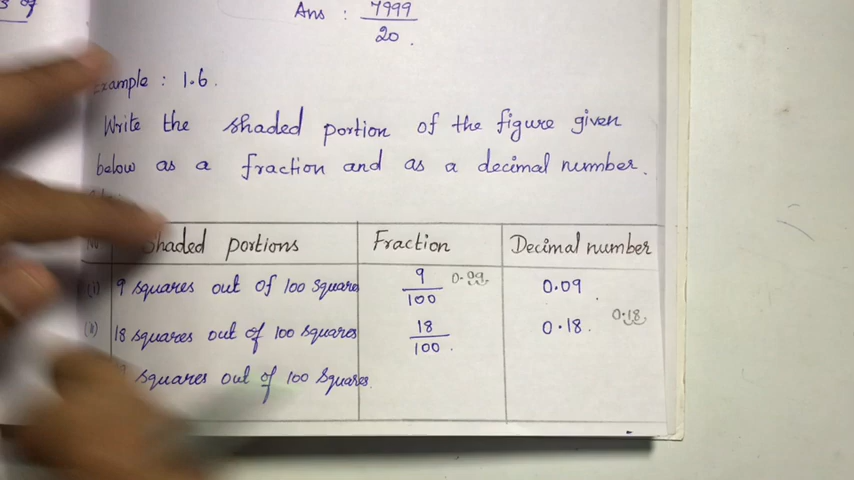 Ans : 7999
20.
Example : 1.6.
Write the shaded portion of the figure given
below as a fraction and as a decimal number.
Shaded portions Fraction Decimal number
(i) 9 squares out of 100 squares 9/100 0.09 0.09
(ii) 18 squares out of 100 squares 18/100. 0.18. 0.18
squares out of 100 squares.